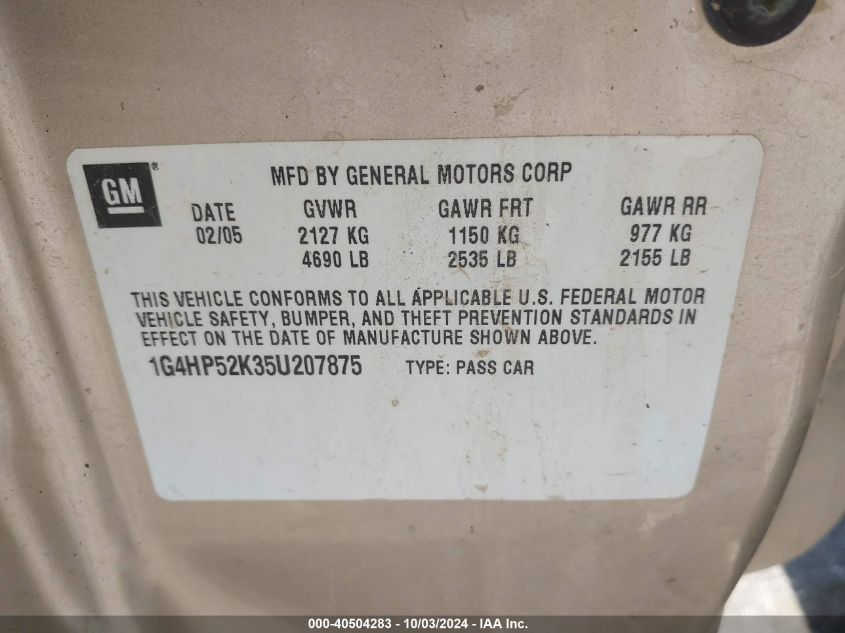 GM®
MFD BY GENERAL MOTORS CORP
DATE GVWR GAWR FRT GAWR RR
02/05 2127 KG 1150 KG 977 KG
4690 LB 2535 LB 2155 LB
THIS VEHICLE CONFORMS TO ALL APPLICABLE U.S. FEDERAL MOTOR
VEHICLE SAFETY, BUMPER, AND THEFT PREVENTION STANDARDS IN
EFFECT ON THE DATE OF MANUFACTURE SHOWN ABOVE.
1G4HP52K35U207875 TYPE: PASS CAR
000-40504283 - 10/03/2024 - IAA Inc.